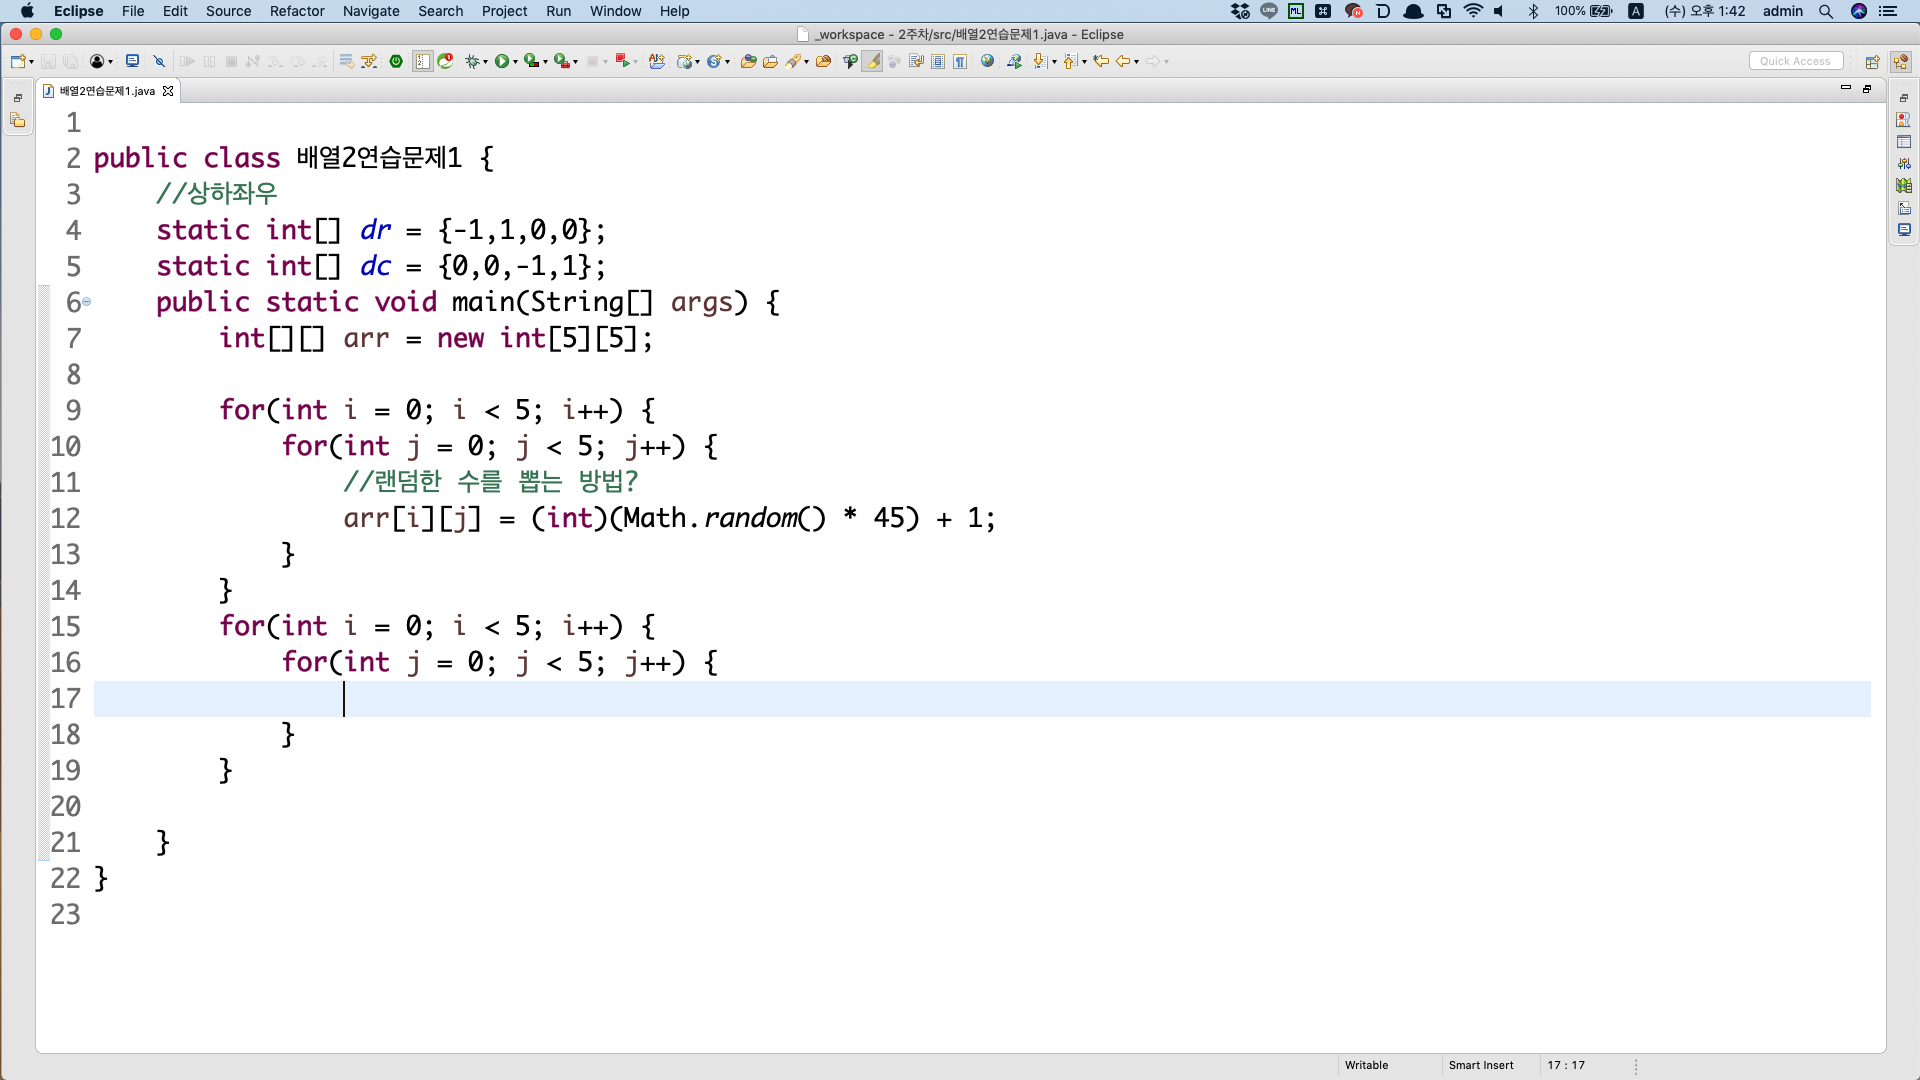 Eclipse File Edit Source Refactor Navigate Search Project Run Window Help 100% A (수) 오후 1:42 admin
_workspace - 2주차/src/배열2연습문제1.java - Eclipse
Quick Access
배열2연습문제1.java
1
2 public class 배열2연습문제1 {
3 //상하좌우
4 static int[] dr = {-1,1,0,0};
5 static int[] dc = {0,0,-1,1};
6 public static void main(String[] args) {
7 int[][] arr = new int[5][5];
8
9 for(int i = 0; i < 5; i++) {
10 for(int j = 0; j < 5; j++) {
11 //랜덤한 수를 뽑는 방법?
12 arr[i][j] = (int)(Math.random() * 45) + 1;
13 }
14 }
15 for(int i = 0; i < 5; i++) {
16 for(int j = 0; j < 5; j++) {
17
18 }
19 }
20
21 }
22 }
23
Writable Smart Insert 17 : 17